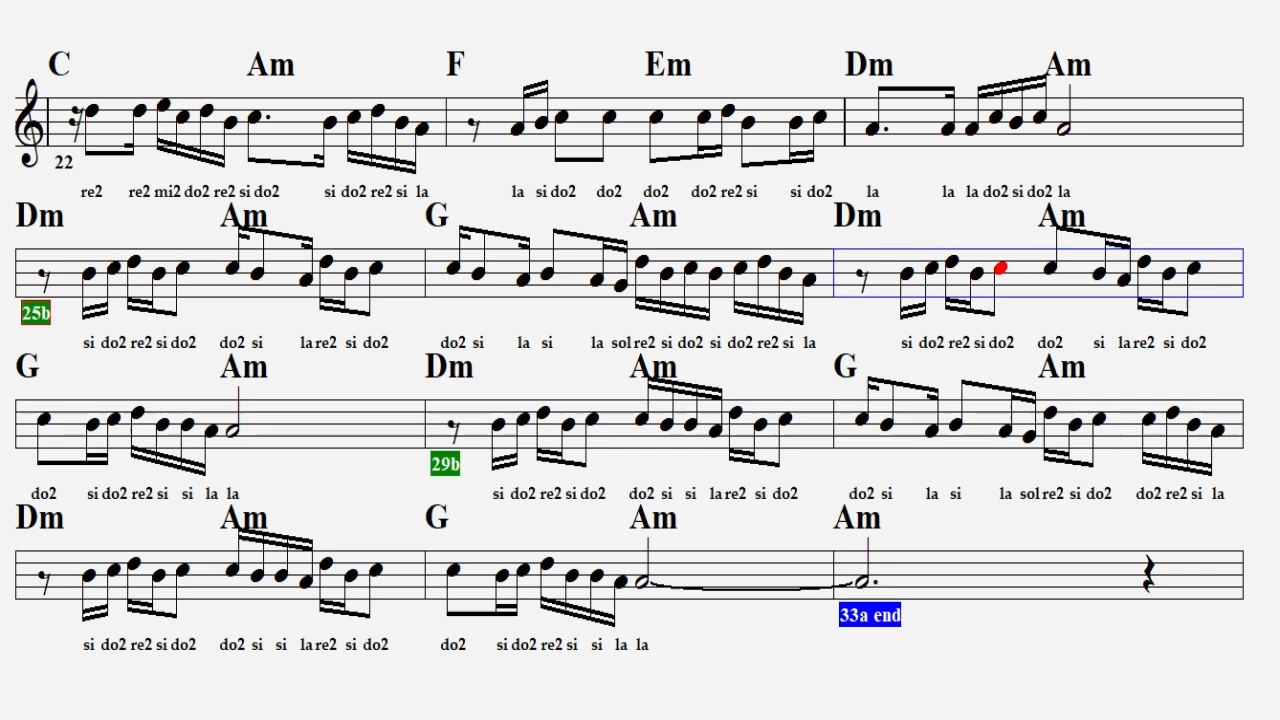 C Am F Em Dm Am
22
re2 re2 mi2 do2 re2 si do2 si do2 re2 si la la si do2 do2 do2 do2 re2 si si do2 la la la do2 si do2 la
Dm Am G Am Dm Am
25b
si do2 re2 si do2 do2 si la re2 si do2 do2 si la si la sol re2 si do2 si do2 re2 si la si do2 re2 si do2 do2 si la re2 si do2
G Am Dm Am G Am
29b
do2 si do2 re2 si si la la si do2 re2 si do2 do2 si si la re2 si do2 do2 si la si la sol re2 si do2 do2 re2 si la
Dm Am G Am Am
33a end
si do2 re2 si do2 do2 si si la re2 si do2 do2 si do2 re2 si si la la